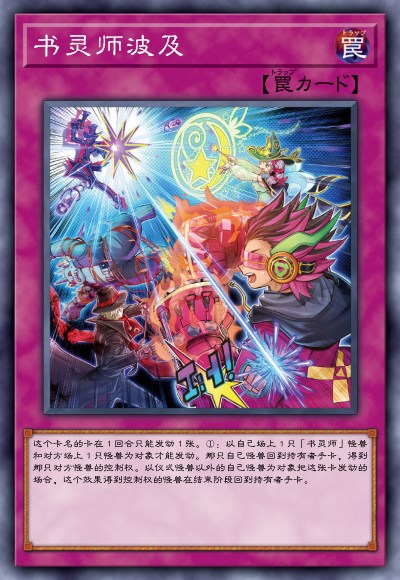 书灵师波及
トラップ
罠
トラップ
【罠カード】
这个卡名的卡在1回合只能发动1张。①：以自己场上1只「书灵师」怪兽
和对方场上1只怪兽为对象才能发动。那只自己怪兽回到持有者手卡，得到
那只对方怪兽的控制权。以仪式怪兽以外的自己怪兽为对象把这张卡发动的
场合，这个效果得到控制权的怪兽在结束阶段回到持有者手卡。